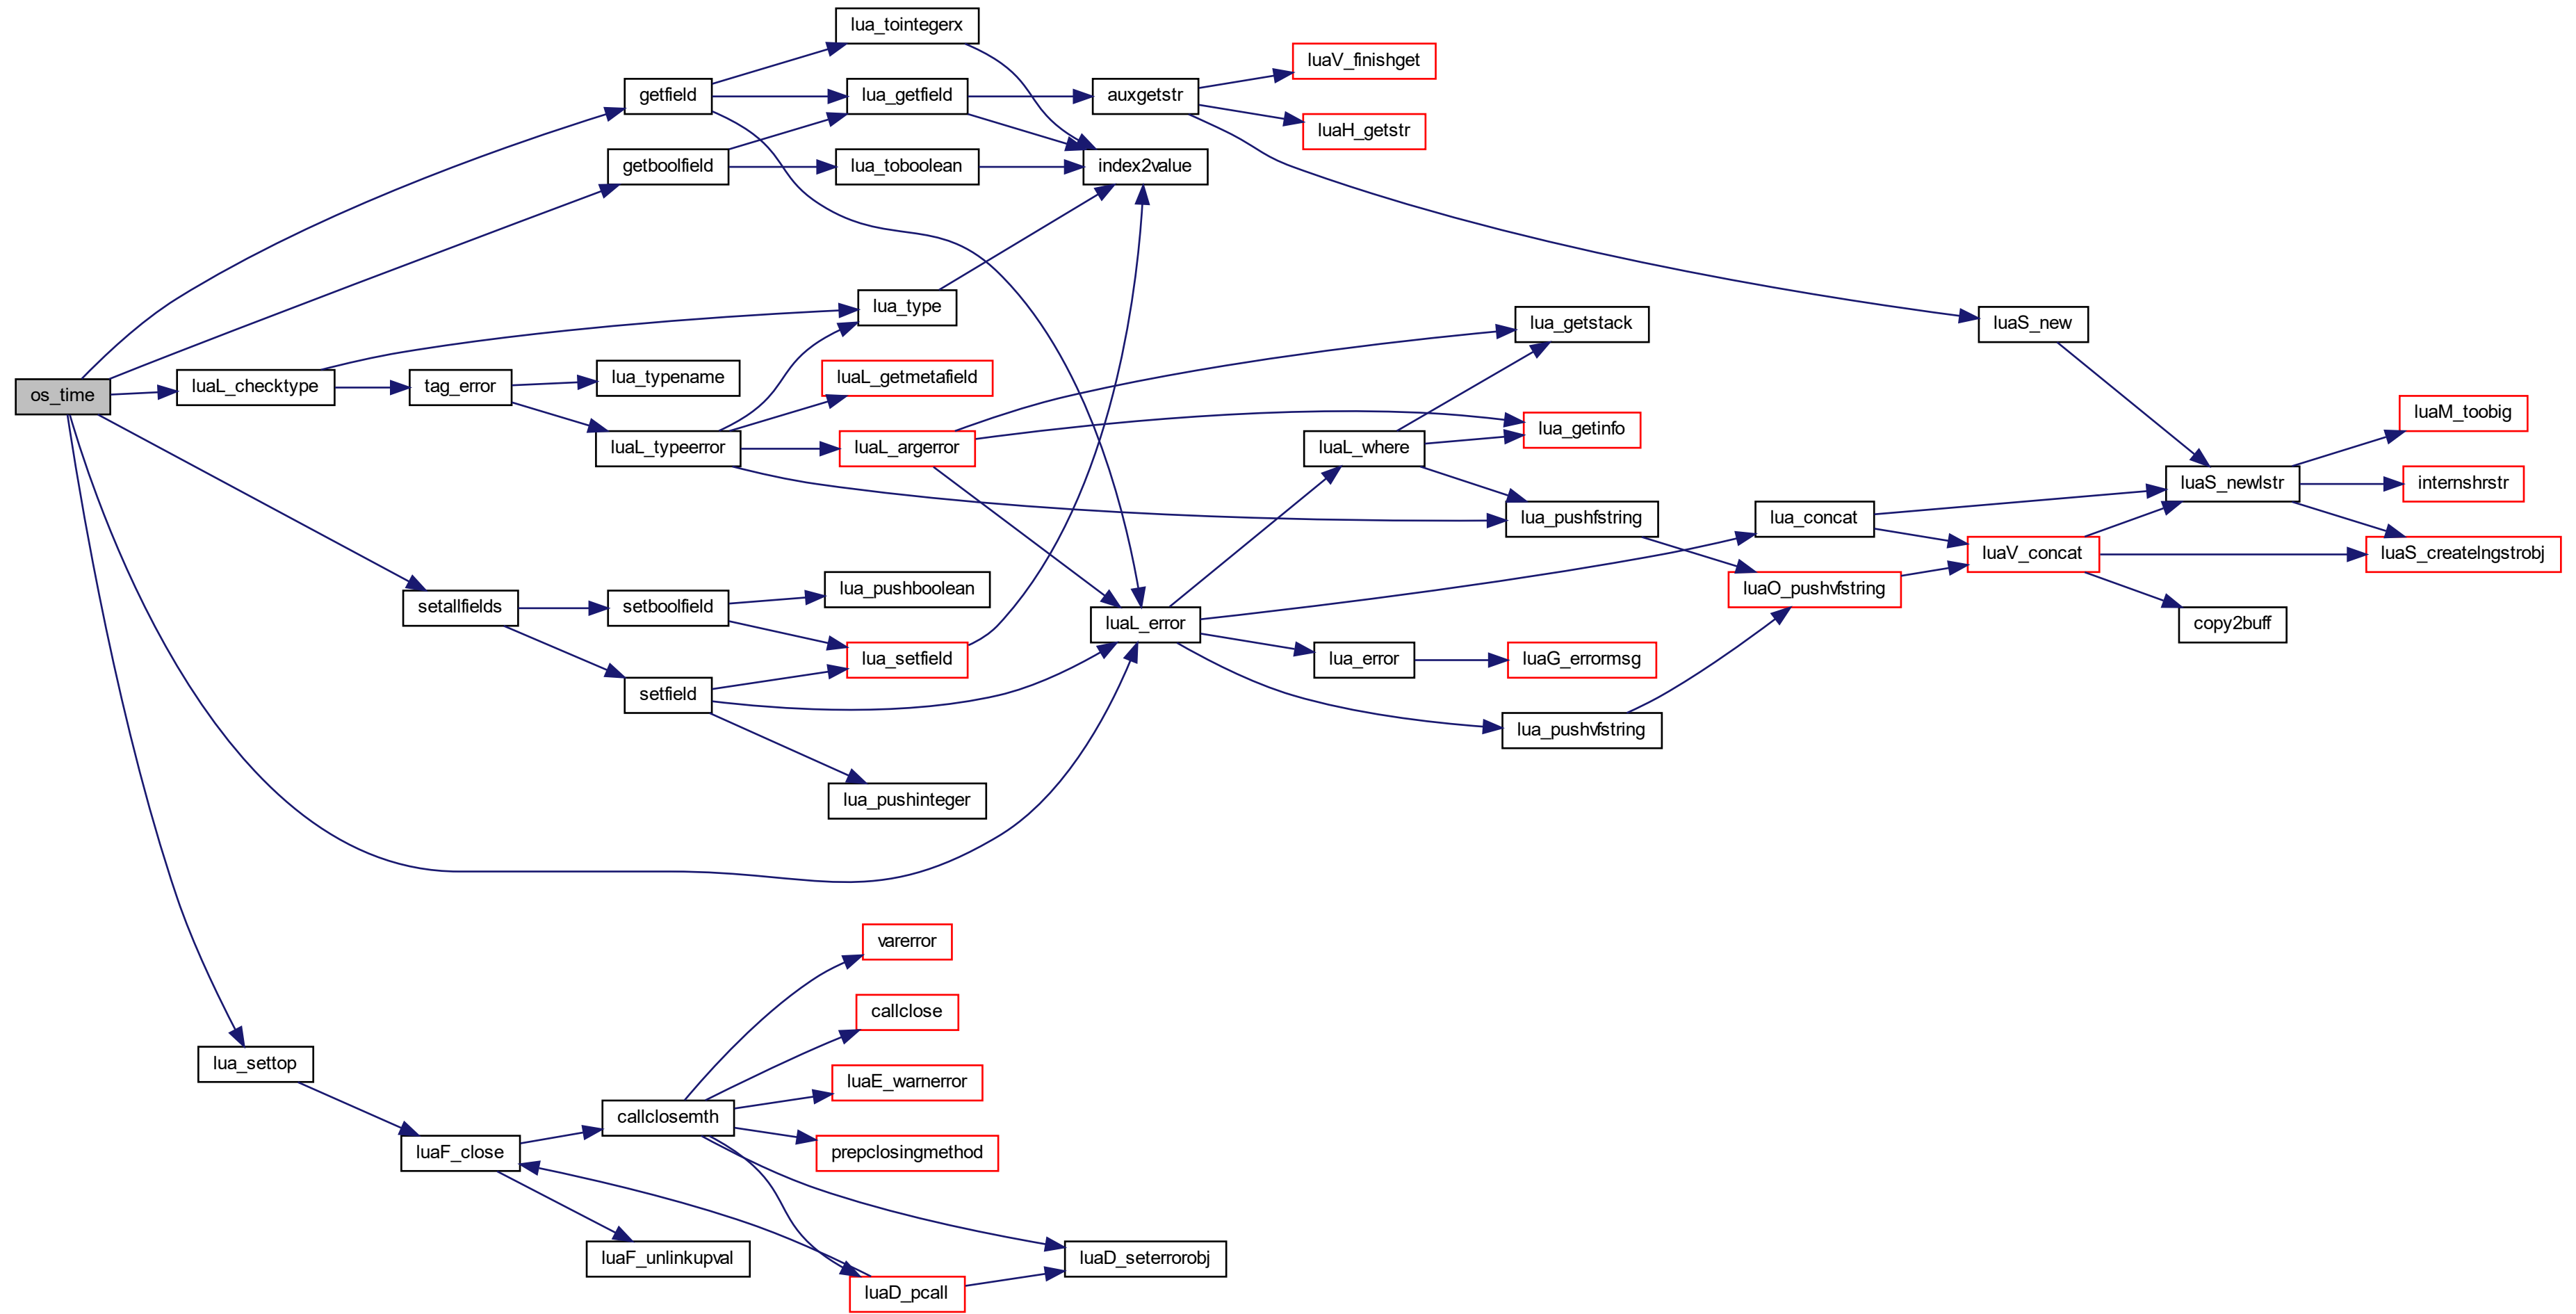 os_time
getfield
getboolfield
luaL_checktype
setallfields
lua_settop
tag_error
lua_typename
luaL_typeerror
setboolfield
setfield
luaF_close
callclosemth
luaF_unlinkupval
lua_tointegerx
lua_getfield
lua_toboolean
lua_type
luaL_getmetafield
luaL_argerror
lua_pushboolean
lua_setfield
lua_pushinteger
varerror
callclose
luaE_warnerror
prepclosingmethod
luaD_pcall
auxgetstr
index2value
luaL_error
luaD_seterrorobj
luaV_finishget
luaH_getstr
luaL_where
lua_error
lua_getstack
lua_getinfo
lua_pushfstring
luaG_errormsg
lua_pushvfstring
lua_concat
luaO_pushvfstring
luaS_new
luaV_concat
luaS_newlstr
copy2buff
luaM_toobig
internshrstr
luaS_createlngstrobj